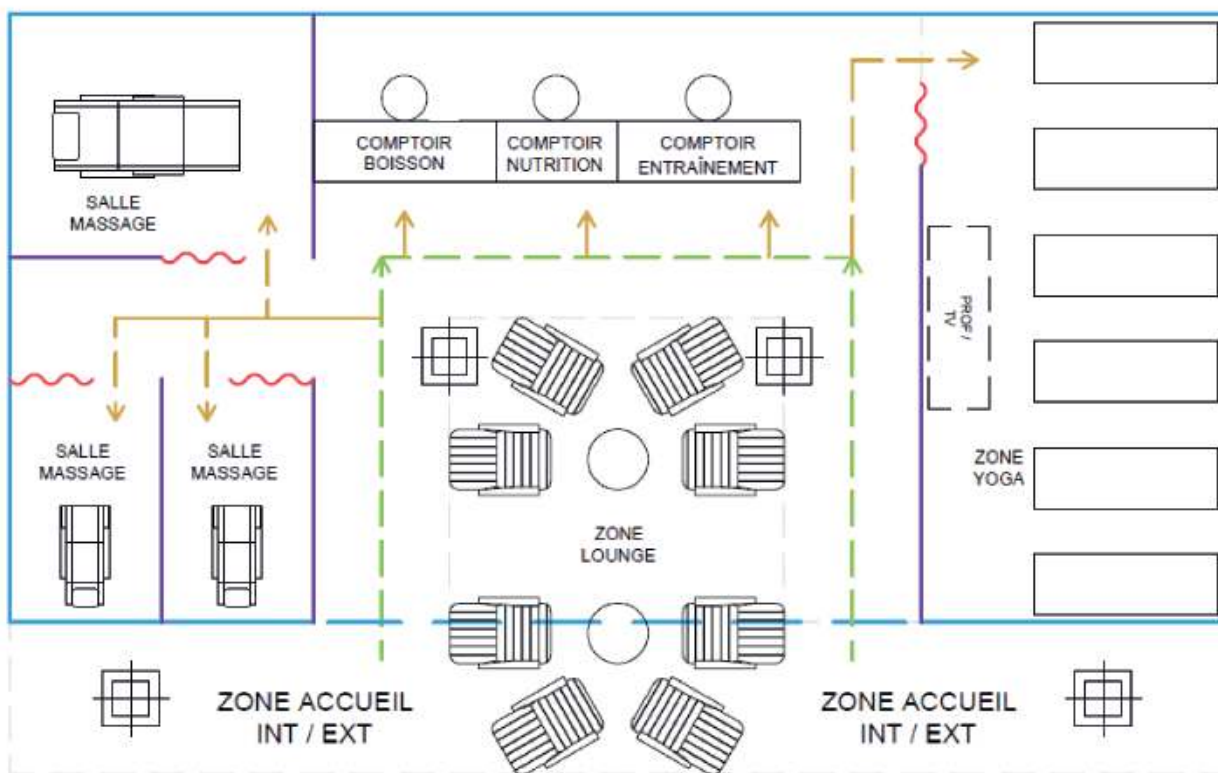 COMPTOIR
BOISSON
COMPTOIR
NUTRITION
COMPTOIR
ENTRAÎNEMENT
SALLE
MASSAGE
PROF /
TV
SALLE
MASSAGE
SALLE
MASSAGE
ZONE
YOGA
ZONE
LOUNGE
ZONE ACCUEIL
INT / EXT
ZONE ACCUEIL
INT / EXT